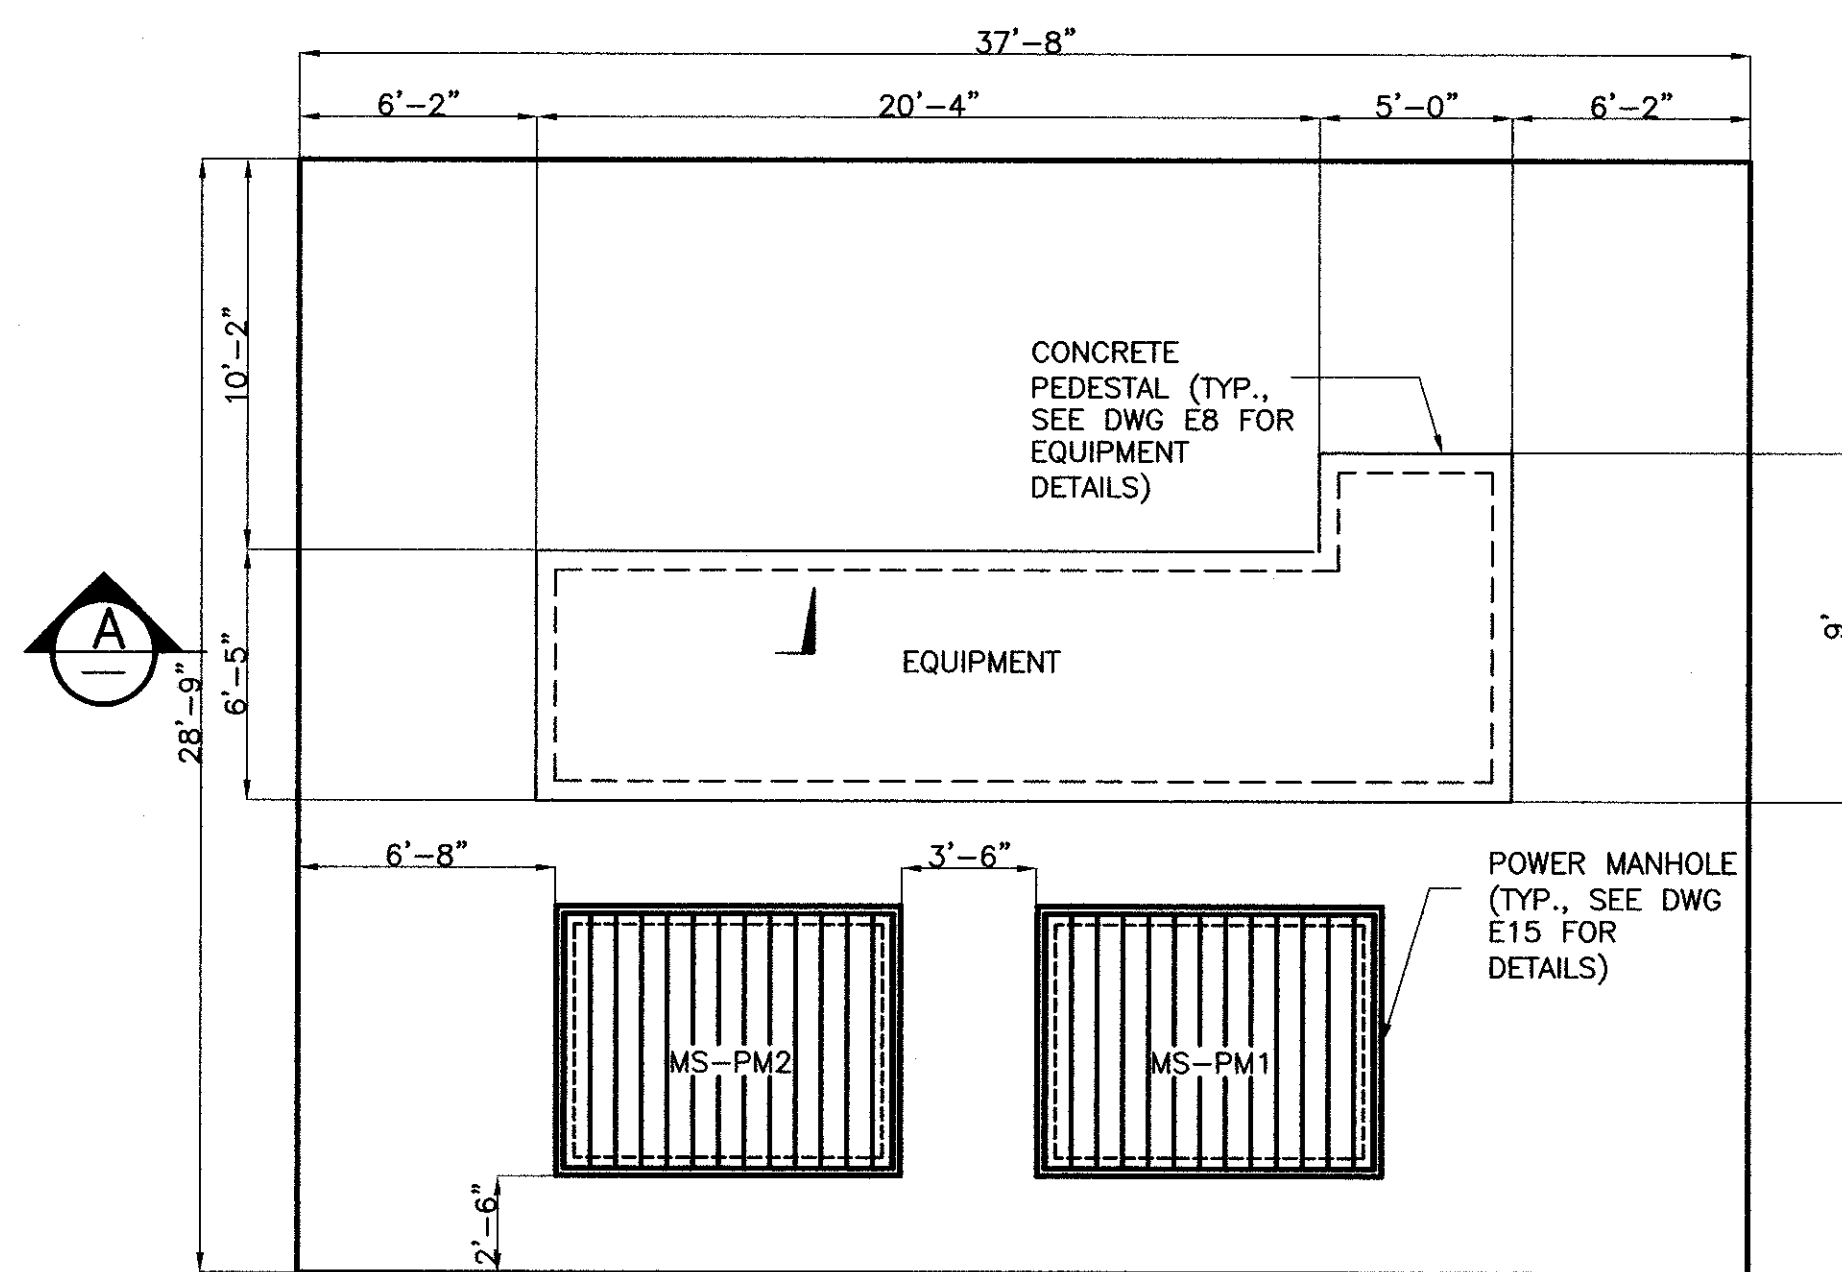 37'-8"
6'-2"
20'-4"
5'-0"
6'-2"
10'-2"
CONCRETE
PEDESTAL (TYP.,
SEE DWG E8 FOR
EQUIPMENT
DETAILS)
A
6'-5"
28'-9"
EQUIPMENT
9'
6'-8"
3'-6"
POWER MANHOLE
(TYP., SEE DWG
E15 FOR
DETAILS)
MS-PM2
MS-PM1
2'-6"